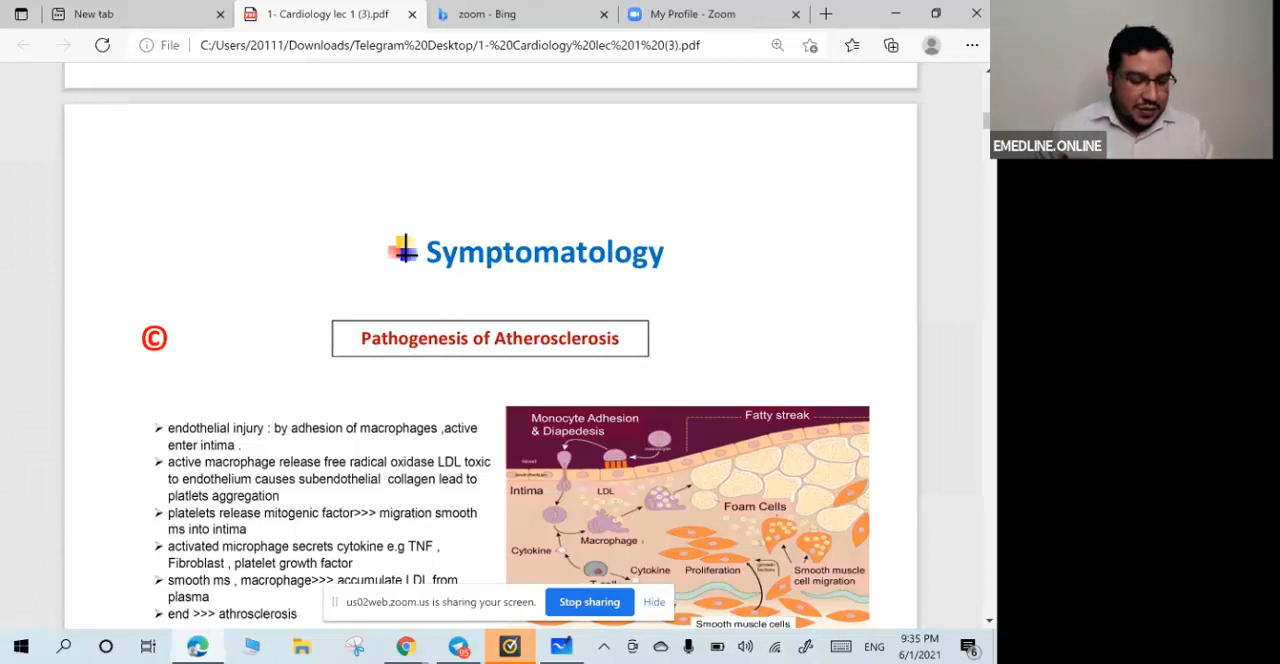 New tab
1- Cardiology lec 1 (3).pdf
zoom - Bing
My Profile - Zoom
File
C:/Users/20111/Downloads/Telegram%20Desktop/1-%20Cardiology%20lec%201%20(3).pdf
EMEDLINE.ONLINE
Symptomatology
©
Pathogenesis of Atherosclerosis
➢ endothelial injury : by adhesion of macrophages ,active
enter intima .
➢ active macrophage release free radical oxidase LDL toxic
to endothelium causes subendothelial collagen lead to
platlets aggregation
➢ platlets release mitogenic factor>>> migration smooth
ms into intima
➢ activated microphage secrets cytokine e.g TNF ,
Fibroblast , platelet growth factor
➢ smooth ms , macrophage>>> accumulate LDL from
plasma
➢ end >>> athrosclerosis
Monocyte Adhesion
& Diapedesis
Fatty streak
Intima
LDL
Foam Cells
Macrophage
Cytokine
Cytokine
Proliferation
growth
factors
Smooth muscle
cell migration
Smooth muscle cells
us02web.zoom.us is sharing your screen.
Stop sharing
Hide
ENG
9:35 PM
6/1/2021
6